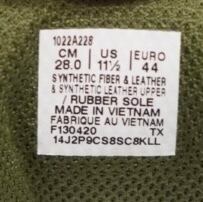 1022A228
CM US EURO
28.0 11½ 44
SYNTHETIC FIBER & LEATHER
& SYNTHETIC LEATHER UPPER
/ RUBBER SOLE
MADE IN VIETNAM
FABRIQUE AU VIETNAM
F130420 TX
14J2P9CS8SC8KLL